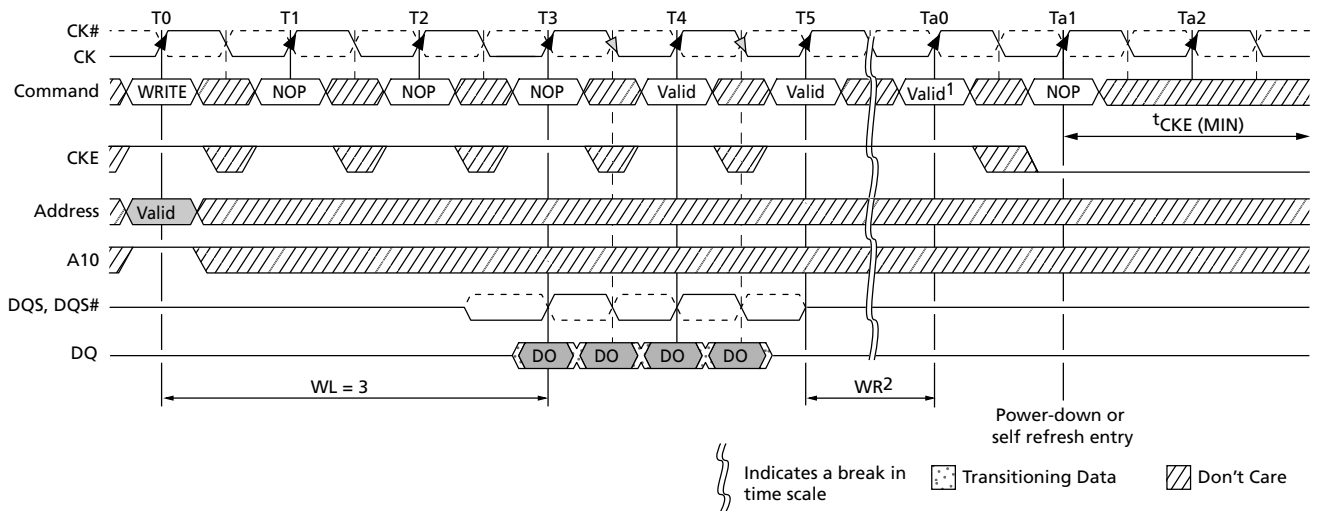 T0 T1 T2 T3 T4 T5 Ta0 Ta1 Ta2
CK#
CK
Command WRITE NOP NOP NOP Valid Valid Valid1 NOP
tCKE (MIN)
CKE
Address Valid
A10
DQS, DQS#
DQ DO DO DO DO
WL = 3 WR2
Power-down or
self refresh entry
Indicates a break in
time scale
Transitioning Data
Don't Care